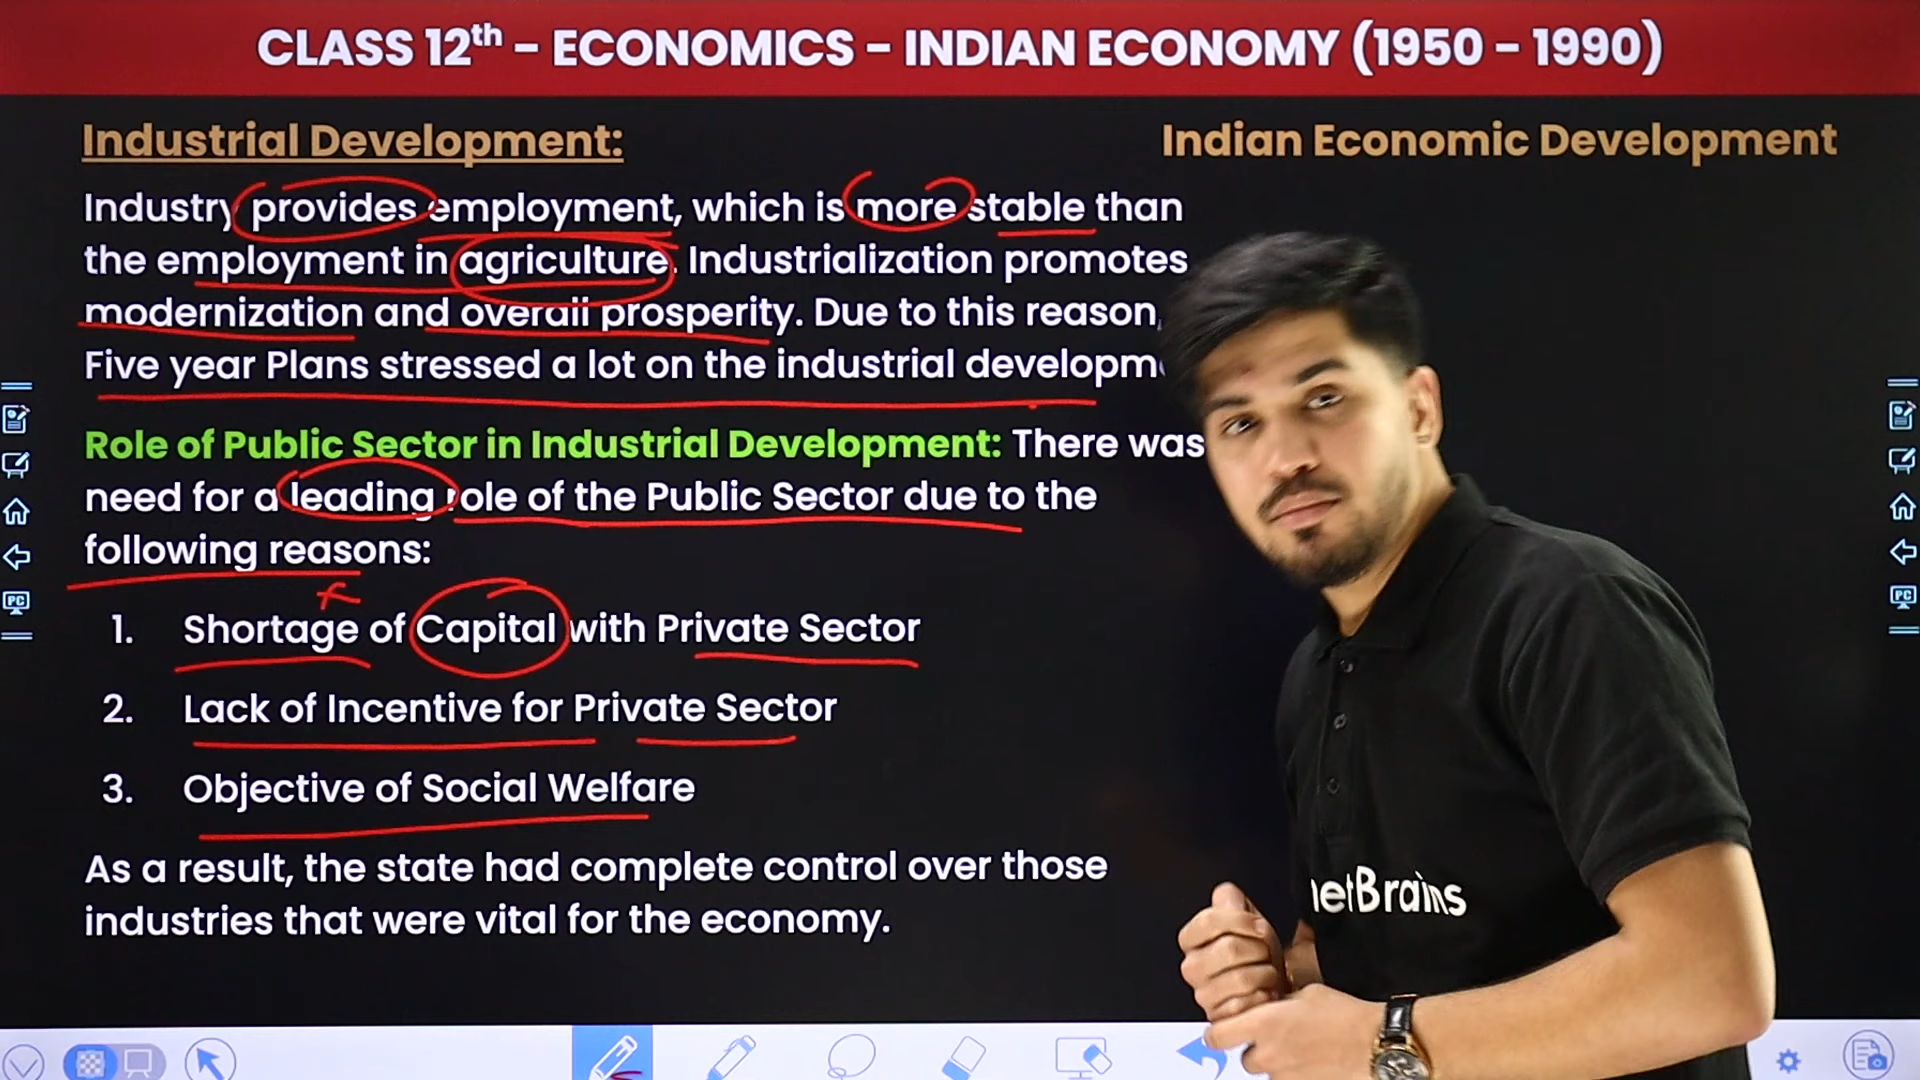 CLASS 12th – ECONOMICS – INDIAN ECONOMY (1950 – 1990)
Industrial Development:
Indian Economic Development
Industry provides employment, which is more stable than
the employment in agriculture. Industrialization promotes
modernization and overall prosperity. Due to this reason,
Five year Plans stressed a lot on the industrial developm
Role of Public Sector in Industrial Development: There was
need for a leading role of the Public Sector due to the
following reasons:
1. Shortage of Capital with Private Sector
2. Lack of Incentive for Private Sector
3. Objective of Social Welfare
As a result, the state had complete control over those
industries that were vital for the economy.
netBrains
PC
PC